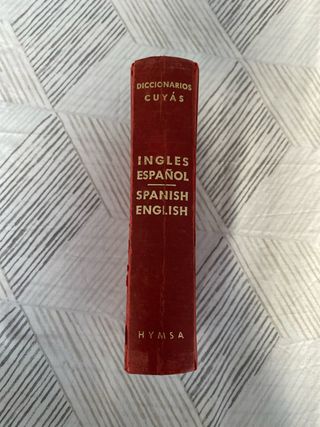 DICCIONARIOS
CUYÁS
INGLES
ESPAÑOL
SPANISH
ENGLISH
HYMSA